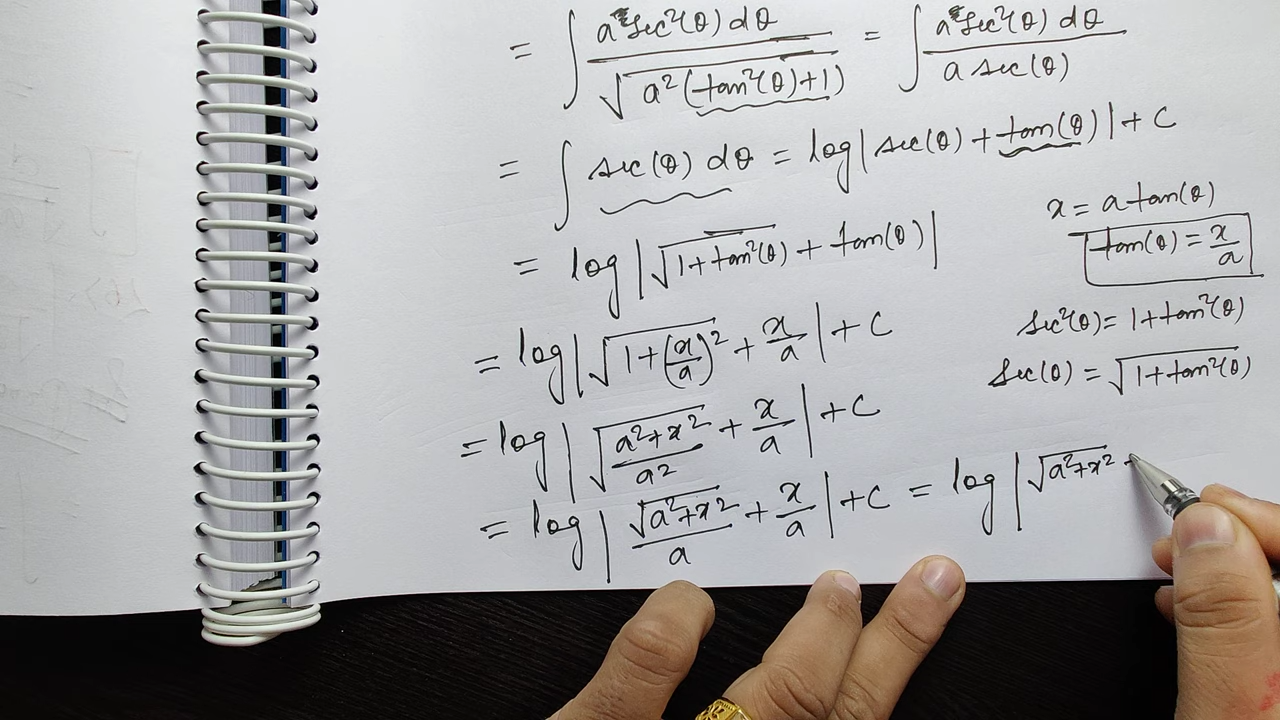 = ∫ a sec²(θ) dθ / √(a²(tan²(θ)+1)) = ∫ a sec²(θ) dθ / a sec(θ)
= ∫ sec(θ) dθ = log|sec(θ) + tan(θ)| + C
x = a tan(θ)
tan(θ) = x/a
= log|√(1+tan²(θ)) + tan(θ)|
sec²(θ) = 1+tan²(θ)
= log|√(1+(x/a)²) + x/a| + C
sec(θ) = √(1+tan²(θ))
= log|√((a²+x²)/a²) + x/a| + C
= log|√(a²+x²)/a + x/a| + C = log|√(a²+x²)